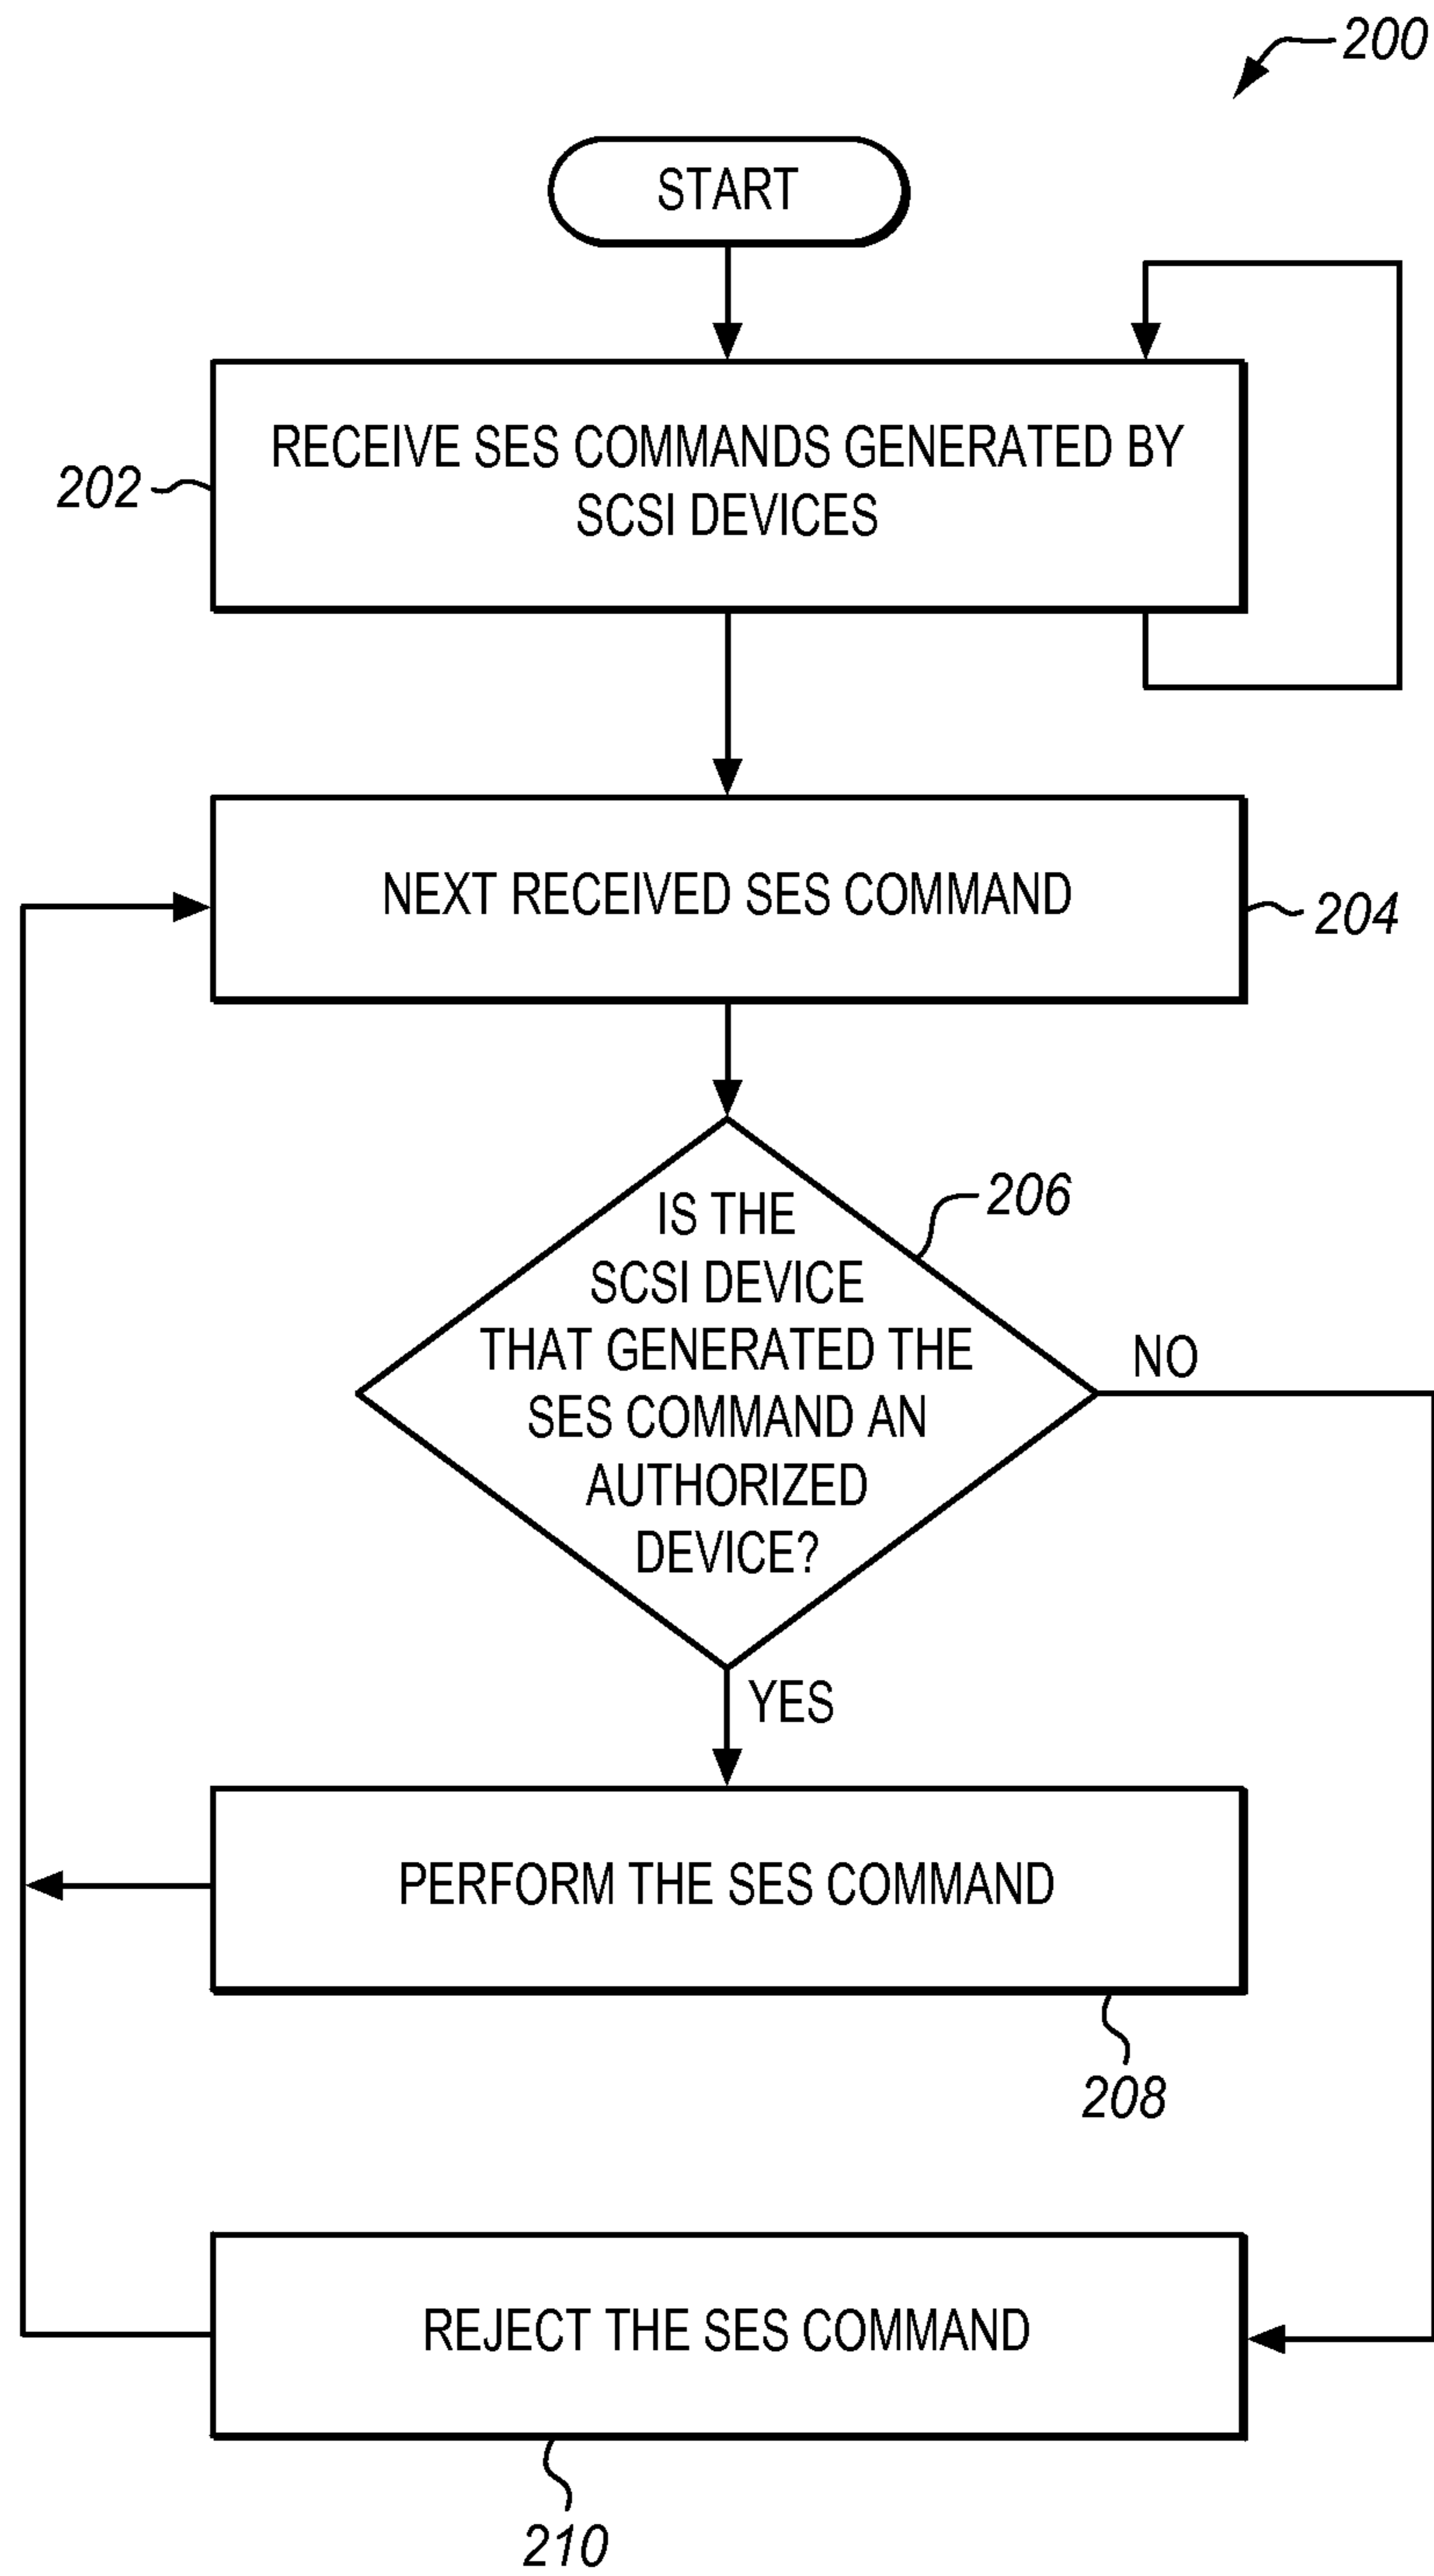 200
START
RECEIVE SES COMMANDS GENERATED BY
SCSI DEVICES
202
NEXT RECEIVED SES COMMAND
204
IS THE
SCSI DEVICE
THAT GENERATED THE
SES COMMAND AN
AUTHORIZED
DEVICE?
206
NO
YES
PERFORM THE SES COMMAND
208
REJECT THE SES COMMAND
210